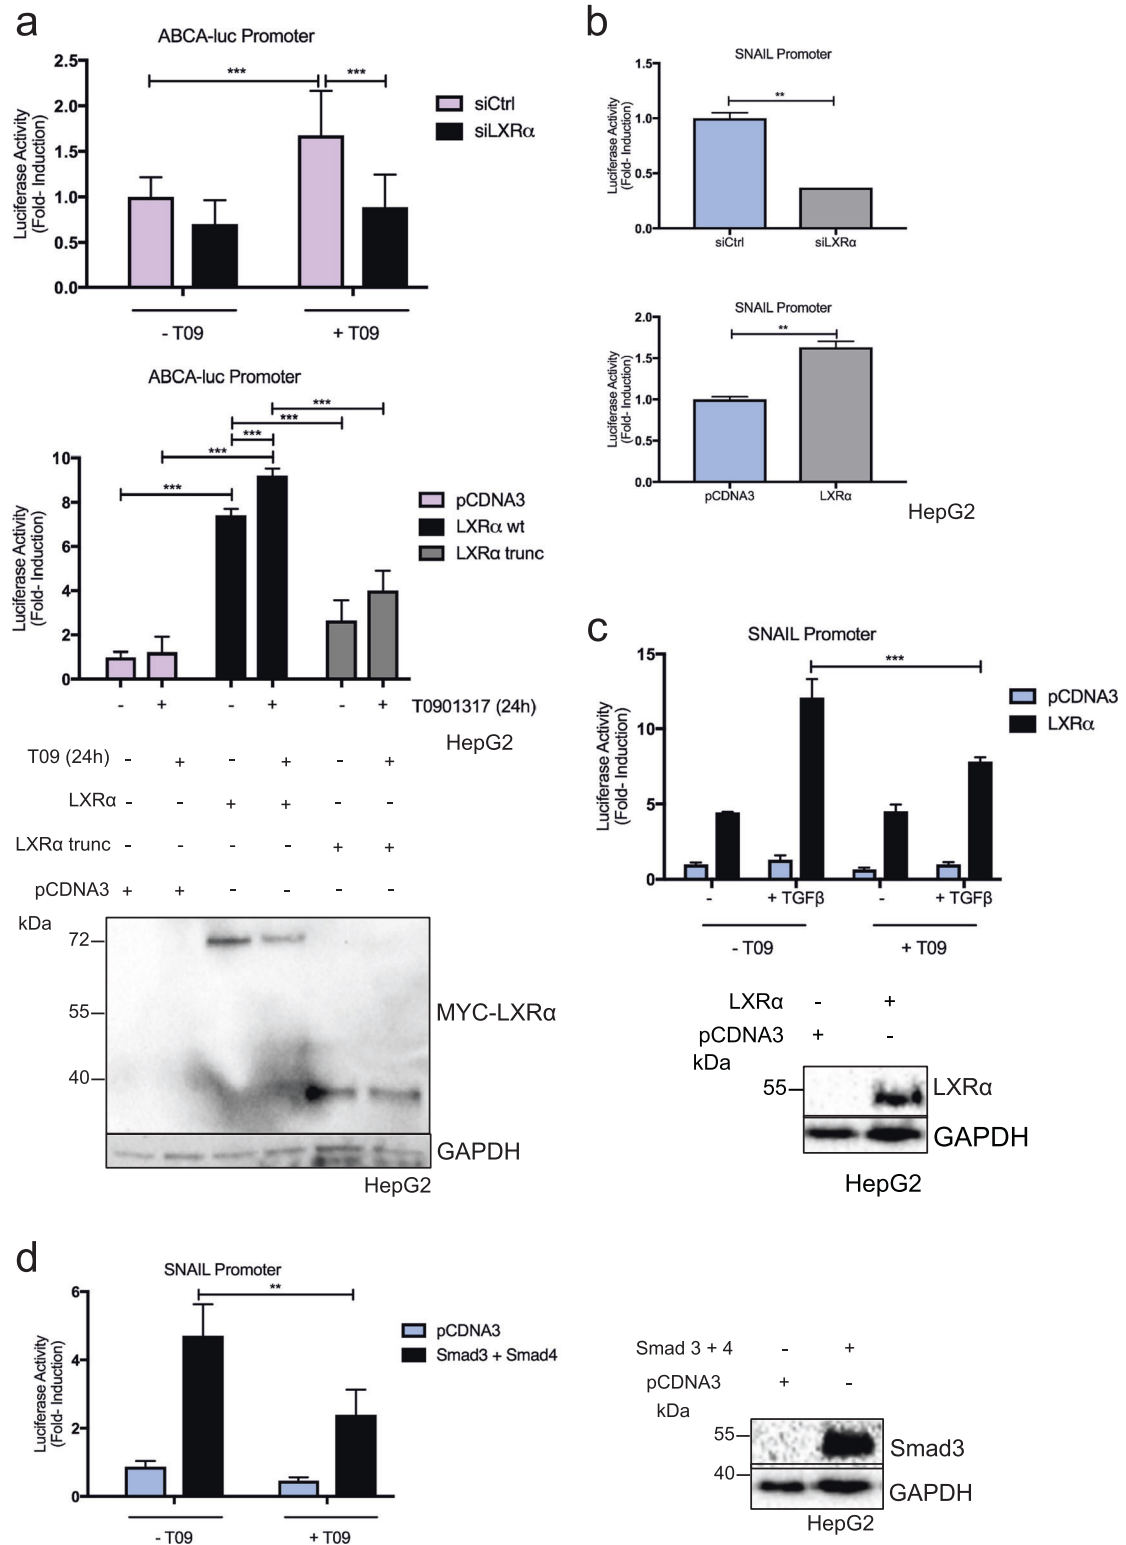 a
ABCA-luc Promoter
Luciferase Activity
(Fold- Induction)
2.5
2.0
1.5
1.0
0.5
0.0
***
***
siCtrl
siLXRα
- T09
+ T09
ABCA-luc Promoter
Luciferase Activity
(Fold- Induction)
10
8
6
4
2
0
***
***
***
***
***
pCDNA3
LXRα wt
LXRα trunc
- + - + - + T0901317 (24h)
HepG2
T09 (24h) - + - + - +
LXRα - - + + - -
LXRα trunc - - - - + +
pCDNA3 + + - - - -
kDa
72
55
40
MYC-LXRα
GAPDH
HepG2
b
SNAIL Promoter
Luciferase Activity
(Fold- Induction)
1.5
1.0
0.5
0.0
**
siCtrl siLXRα
SNAIL Promoter
Luciferase Activity
(Fold- Induction)
2.0
1.5
1.0
0.5
0.0
**
pCDNA3 LXRα
HepG2
c
SNAIL Promoter
Luciferase Activity
(Fold- Induction)
15
10
5
0
***
pCDNA3
LXRα
- + TGFβ - + TGFβ
- T09 + T09
LXRα - +
pCDNA3 + -
kDa
55
LXRα
GAPDH
HepG2
d
SNAIL Promoter
Luciferase Activity
(Fold- Induction)
6
4
2
0
**
pCDNA3
Smad3 + Smad4
- T09 + T09
Smad 3 + 4 - +
pCDNA3 + -
kDa
55
40
Smad3
GAPDH
HepG2